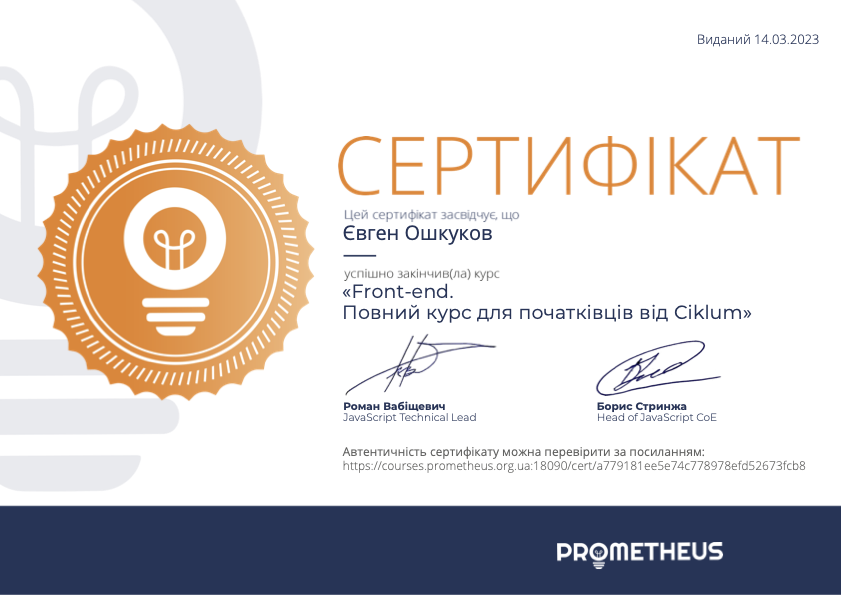 Виданий 14.03.2023
СЕРТИФІКАТ
Цей сертифікат засвідчує, що
Євген Ошкуков
успішно закінчив(ла) курс
«Front-end.
Повний курс для початківців від Ciklum»
Роман Вабіщевич
JavaScript Technical Lead
Борис Стринжа
Head of JavaScript CoE
Автентичність сертифікату можна перевірити за посиланням:
https://courses.prometheus.org.ua:18090/cert/a779181ee5e74c778978efd52673fcb8
PROMETHEUS